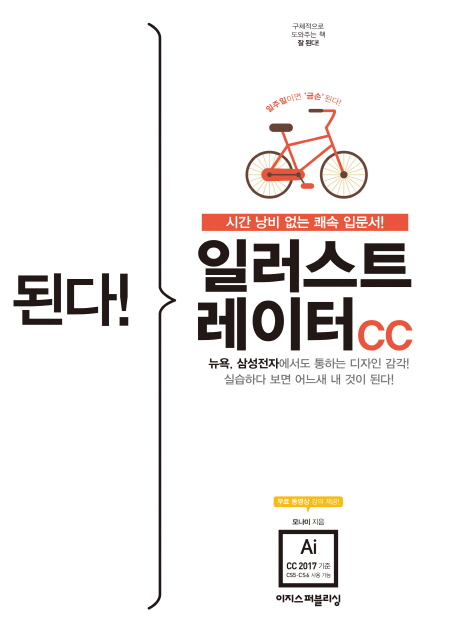 구체적으로
도와주는 책
잘 된다!
일주일이면 "금손"된다!
시간 낭비 없는 쾌속 입문서!
된다!
일러스트
레이터CC
뉴욕, 삼성전자에서도 통하는 디자인 감각!
실습하다 보면 어느새 내 것이 된다!
무료 동영상 강의 제공!
모나미 지음
Ai
CC 2017 기준
CS5-CS6 사용 가능
이지스퍼블리싱